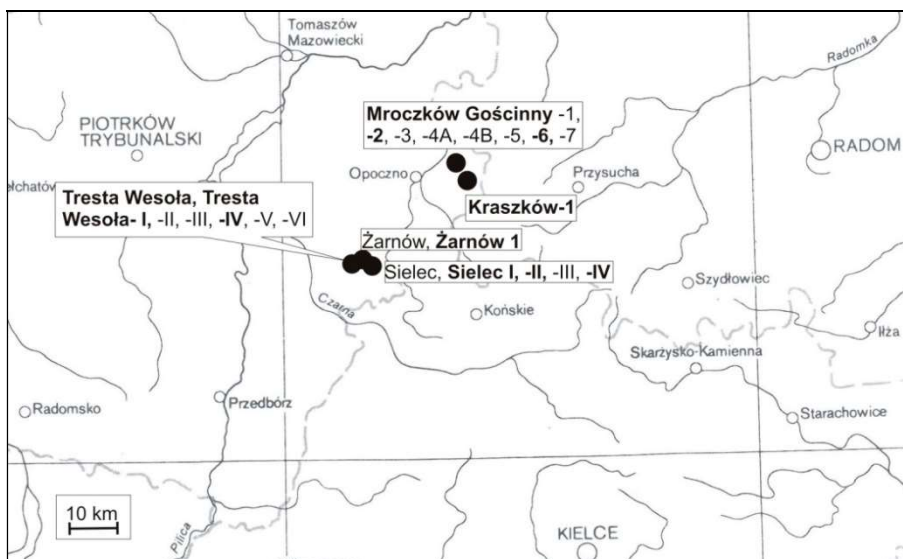 Tomaszów
Mazowiecki
Radomka
PIOTRKÓW
TRYBUNALSKI
Mroczków Gościnny -1,
-2, -3, -4A, -4B, -5, -6, -7
RADOM
Opoczno
Przysucha
ełchatów
Tresta Wesoła, Tresta
Wesoła- I, -II, -III, -IV, -V, -VI
Kraszków-1
Żarnów, Żarnów 1
Sielec, Sielec I, -II, -III, -IV
Szydłowiec
Czarna
Końskie
Iłża
Skarżysko-Kamienna
Radomsko
Przedbórz
Starachowice
10 km
Pilica
KIELCE